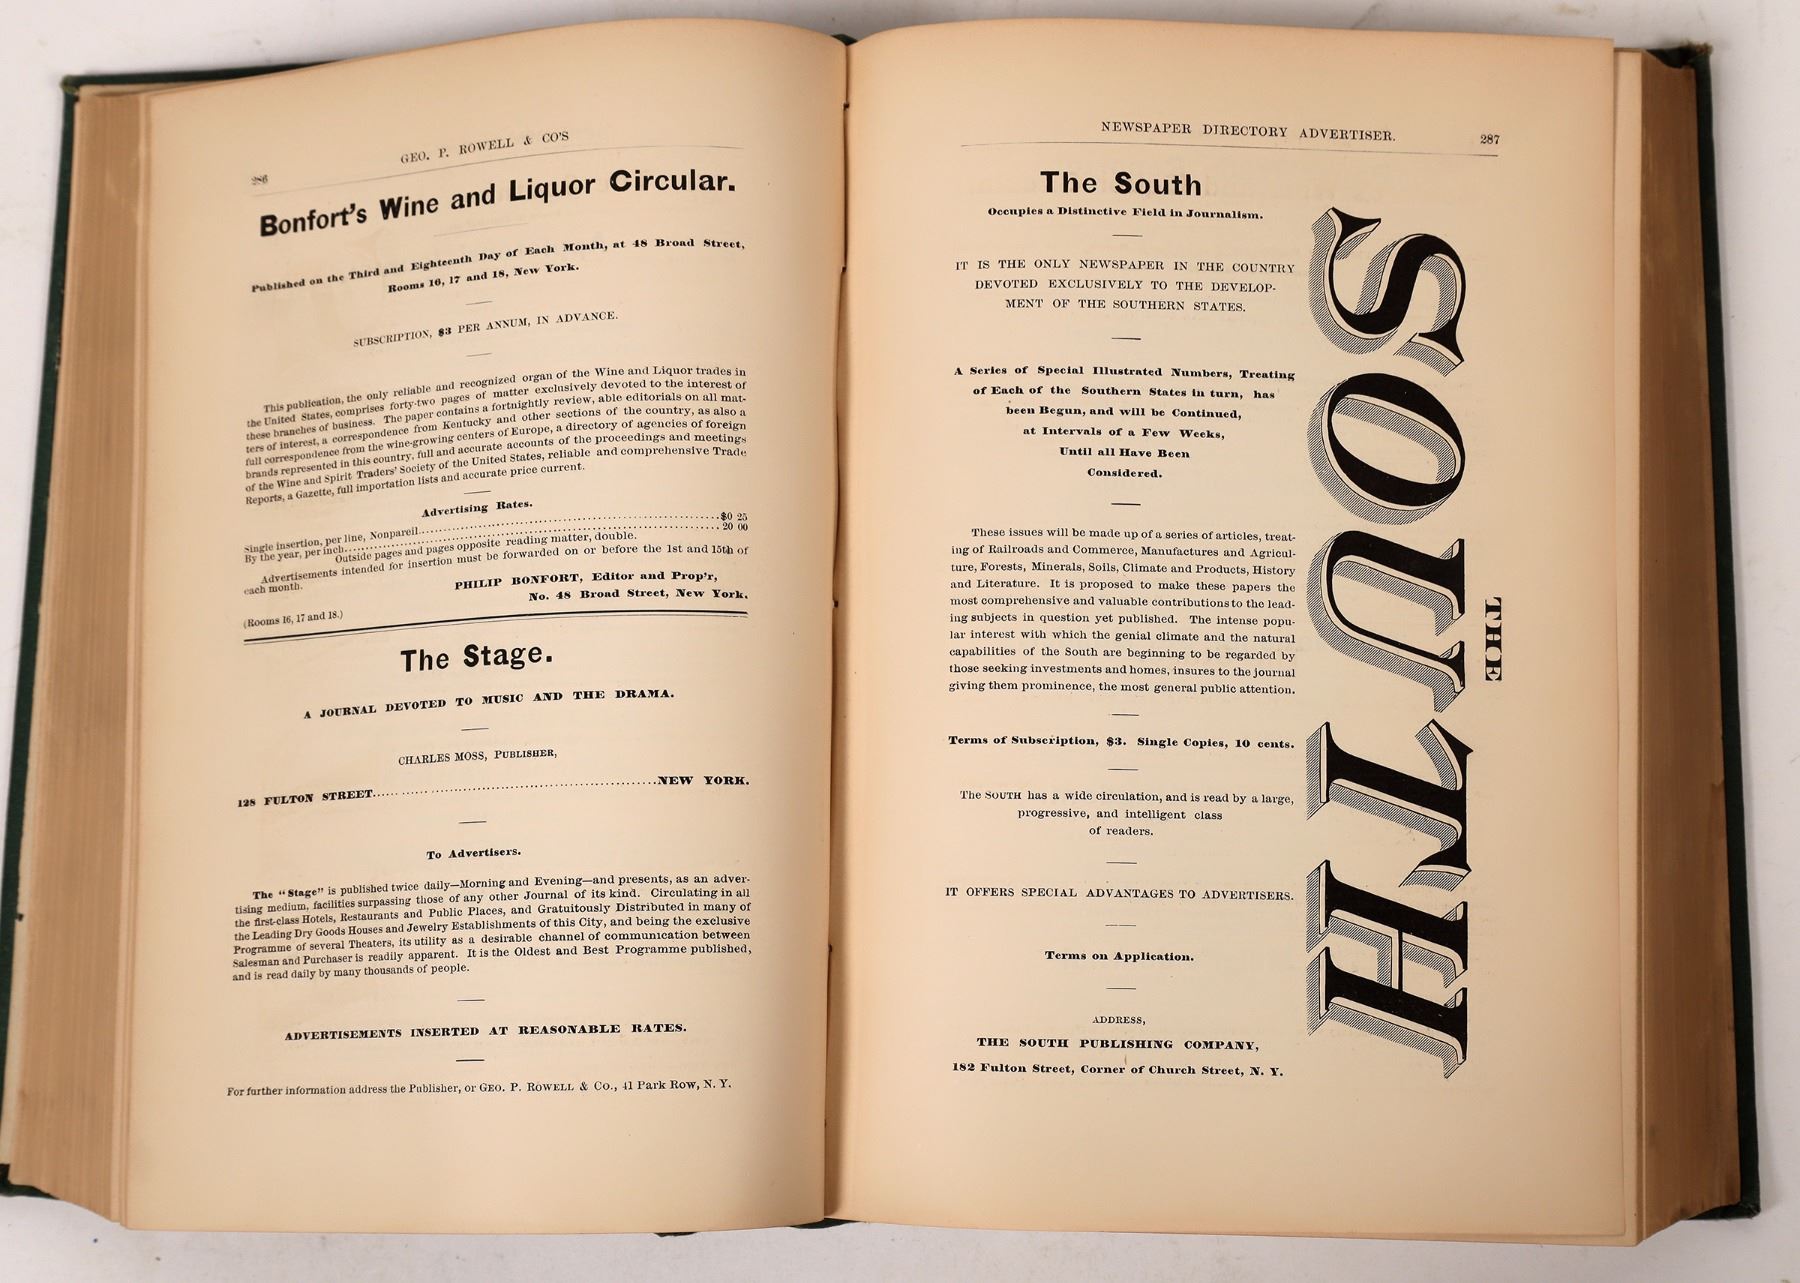 286
GEO. P. ROWELL & CO'S
Bonfort's Wine and Liquor Circular.
Published on the Third and Eighteenth Day of Each Month, at 48 Broad Street,
Rooms 16, 17 and 18, New York.
SUBSCRIPTION, $3 PER ANNUM, IN ADVANCE.
This publication, the only reliable and recognized organ of the Wine and Liquor trades in
the United States, comprises forty-two pages of matter exclusively devoted to the interest of
these branches of business. The paper contains a fortnightly review, able editorials on all mat-
ters of interest, a correspondence from Kentucky and other sections of the country, as also a
full correspondence from the wine-growing centers of Europe, a directory of agencies of foreign
brands represented in this country, full and accurate accounts of the proceedings and meetings
of the Wine and Spirit Traders' Society of the United States, reliable and comprehensive Trade
Reports, a Gazette, full importation lists and accurate price current.
Advertising Rates.
Single insertion, per line, Nonpareil..............................$0 25
By the year, per inch..............................20 00
Outside pages and pages opposite reading matter, double.
Advertisements intended for insertion must be forwarded on or before the 1st and 15th of
each month.
PHILIP BONFORT, Editor and Prop'r,
No. 48 Broad Street, New York.
(Rooms 16, 17 and 18.)
The Stage.
A JOURNAL DEVOTED TO MUSIC AND THE DRAMA.
CHARLES MOSS, PUBLISHER,
128 FULTON STREET..............................NEW YORK.
To Advertisers.
The "Stage" is published twice daily—Morning and Evening—and presents, as an adver-
tising medium, facilities surpassing those of any other Journal of its kind. Circulating in all
the first-class Hotels, Restaurants and Public Places, and Gratuitously Distributed in many of
the Leading Dry Goods Houses and Jewelry Establishments of this City, and being the exclusive
Programme of several Theaters, its utility as a desirable channel of communication between
Salesman and Purchaser is readily apparent. It is the Oldest and Best Programme published,
and is read daily by many thousands of people.
ADVERTISEMENTS INSERTED AT REASONABLE RATES.
For further information address the Publisher, or GEO. P. ROWELL & CO., 41 Park Row, N. Y.
NEWSPAPER DIRECTORY ADVERTISER.
287
The South
Occupies a Distinctive Field in Journalism.
IT IS THE ONLY NEWSPAPER IN THE COUNTRY
DEVOTED EXCLUSIVELY TO THE DEVELOP-
MENT OF THE SOUTHERN STATES.
A Series of Special Illustrated Numbers, Treating
of Each of the Southern States in turn, has
been Begun, and will be Continued,
at Intervals of a Few Weeks,
Until all Have Been
Considered.
These issues will be made up of a series of articles, treat-
ing of Railroads and Commerce, Manufactures and Agricul-
ture, Forests, Minerals, Soils, Climate and Products, History
and Literature. It is proposed to make these papers the
most comprehensive and valuable contributions to the lead-
ing subjects in question yet published. The intense popu-
lar interest with which the genial climate and the natural
capabilities of the South are beginning to be regarded by
those seeking investments and homes, insures to the journal
giving them prominence, the most general public attention.
Terms of Subscription, $3. Single Copies, 10 cents.
The SOUTH has a wide circulation, and is read by a large,
progressive, and intelligent class
of readers.
IT OFFERS SPECIAL ADVANTAGES TO ADVERTISERS.
Terms on Application.
ADDRESS,
THE SOUTH PUBLISHING COMPANY,
182 Fulton Street, Corner of Church Street, N. Y.
THE
SOUTH